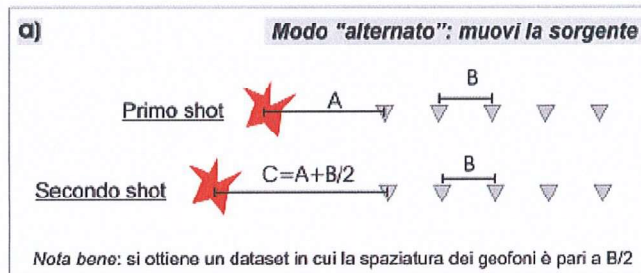 a) Modo "alternato": muovi la sorgente
B
A
Primo shot
C=A+B/2
B
Secondo shot
Nota bene: si ottiene un dataset in cui la spaziatura dei geofoni è pari a B/2